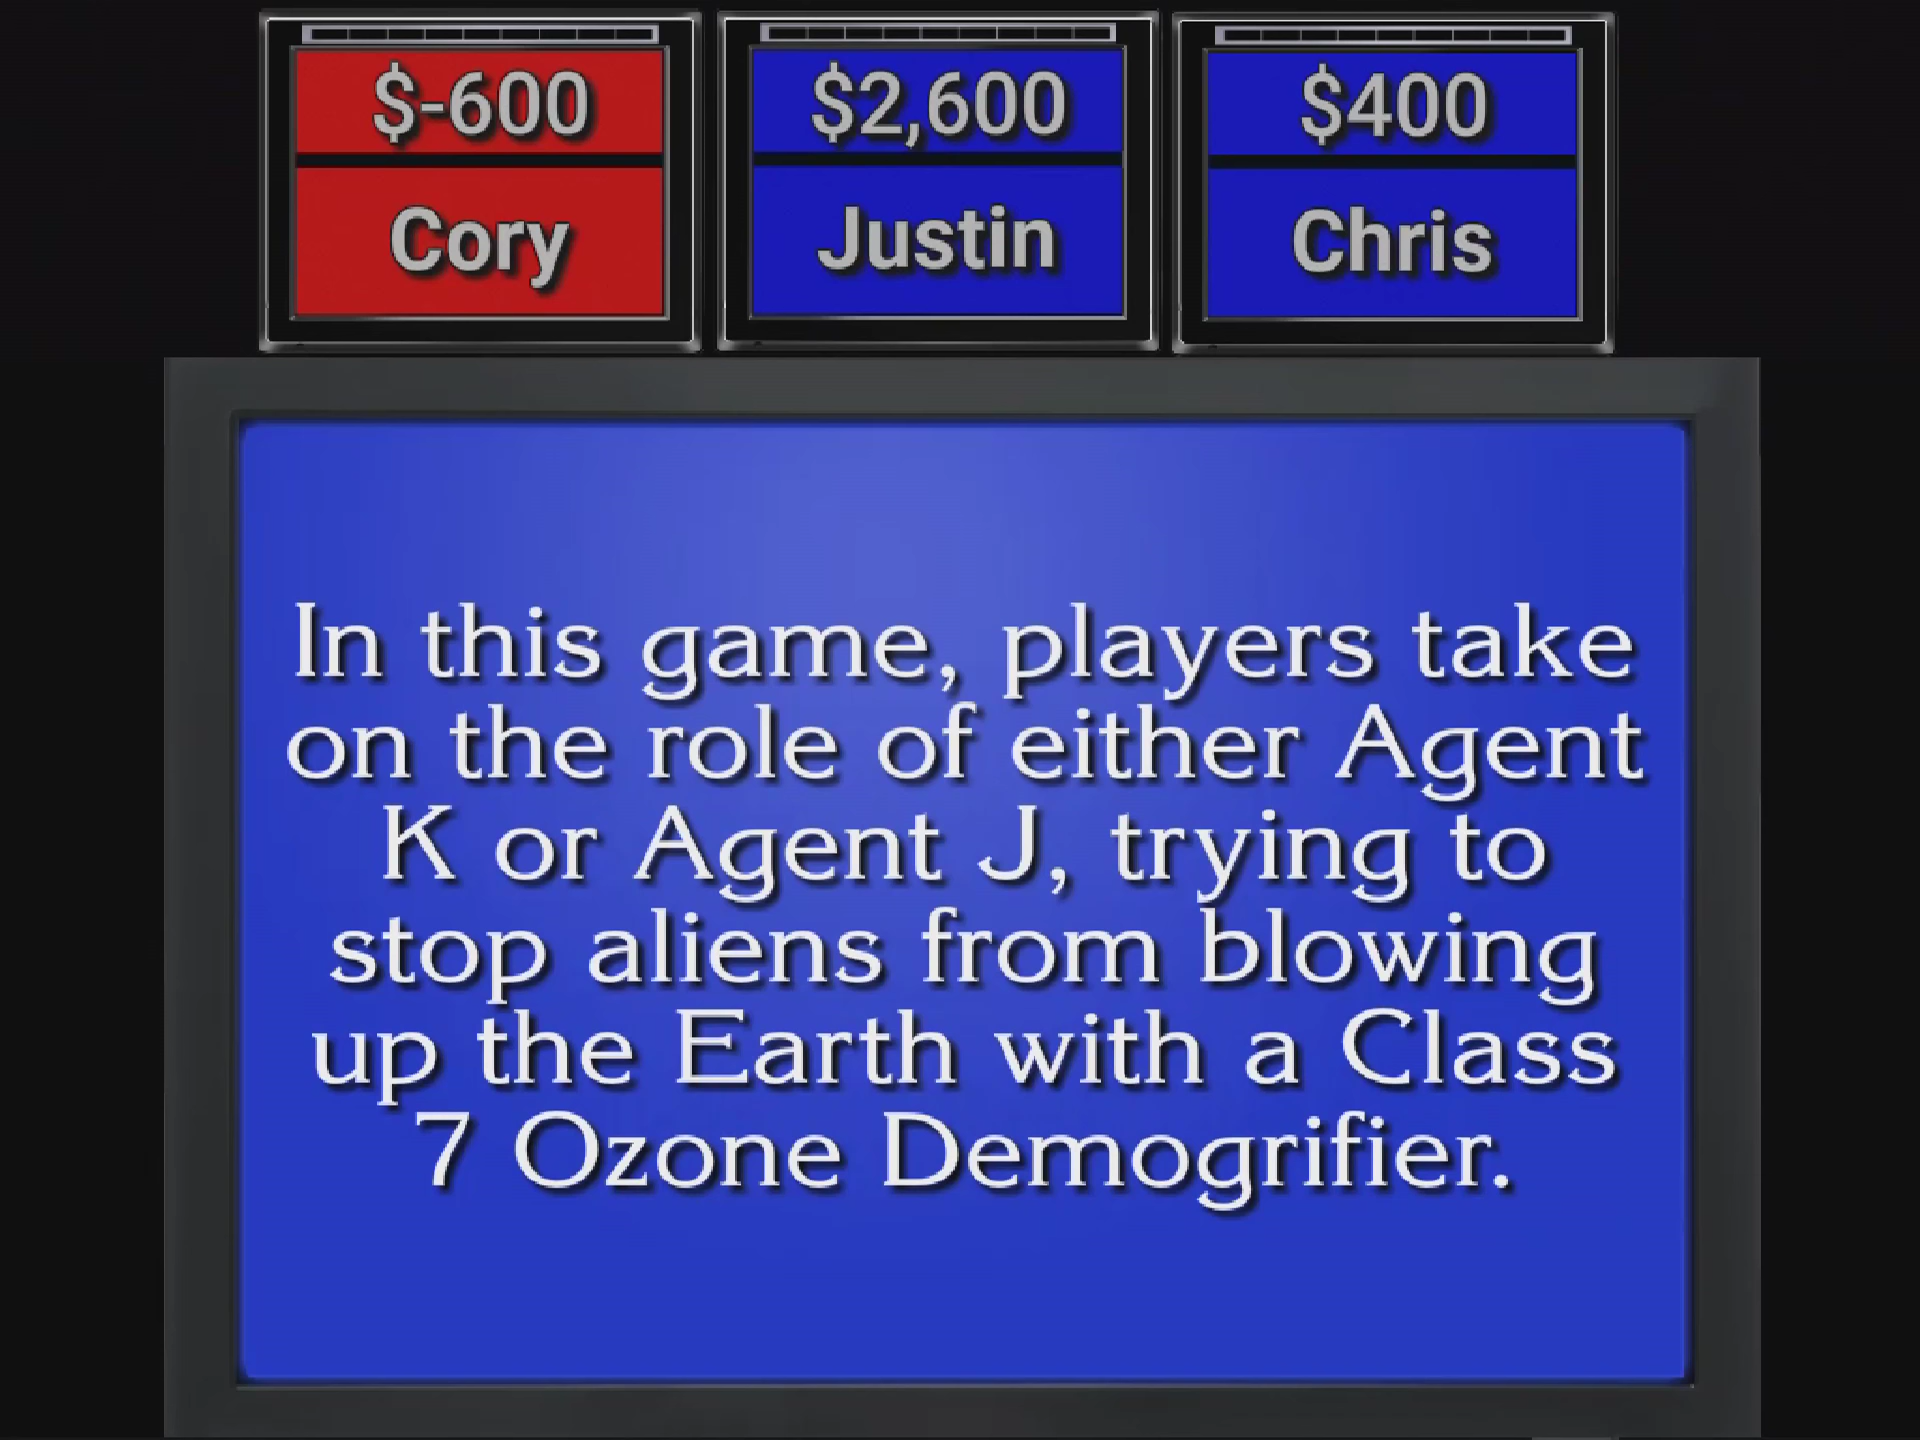 $-600
$2,600
$400
Cory
Justin
Chris
In this game, players take
on the role of either Agent
K or Agent J, trying to
stop aliens from blowing
up the Earth with a Class
7 Ozone Demogrifier.